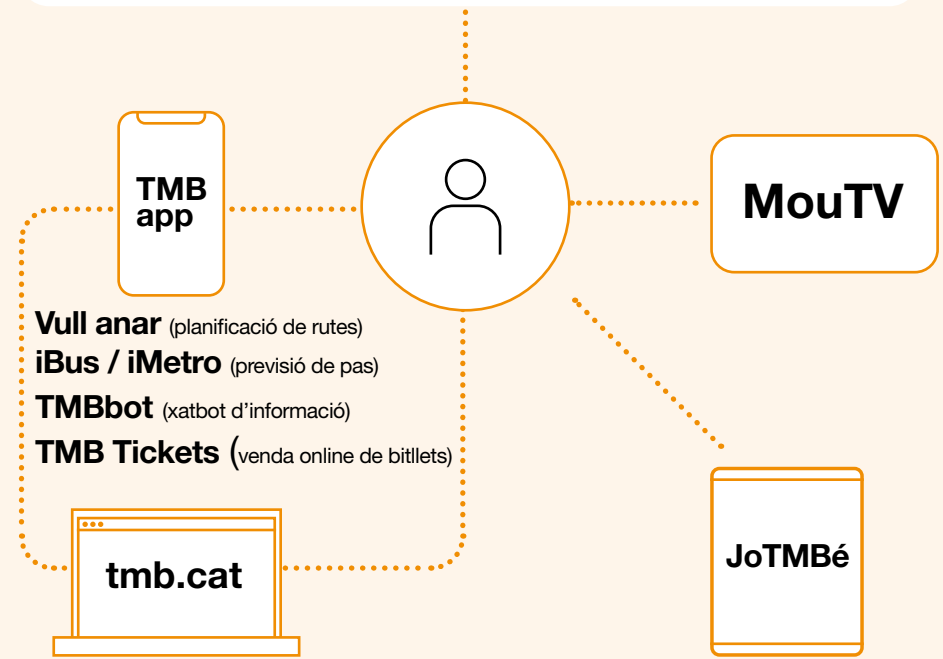 TMB
app
MouTV
Vull anar (planificació de rutes)
iBus / iMetro (previsió de pas)
TMBbot (xatbot d’informació)
TMB Tickets (venda online de bitllets)
tmb.cat
JoTMBé